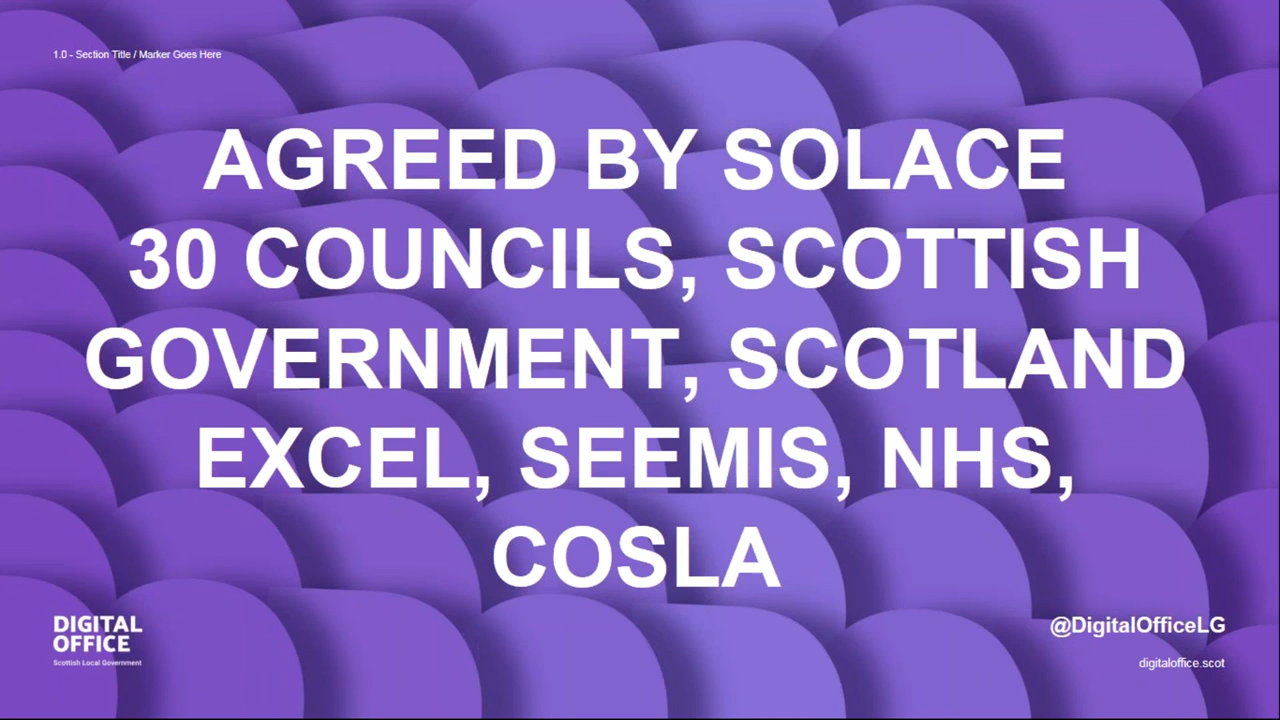 1.0 - Section Title / Marker Goes Here
AGREED BY SOLACE
30 COUNCILS, SCOTTISH
GOVERNMENT, SCOTLAND
EXCEL, SEEMIS, NHS,
COSLA
DIGITAL
OFFICE
Scottish Local Government
@DigitalOfficeLG
digitaloffice.scot